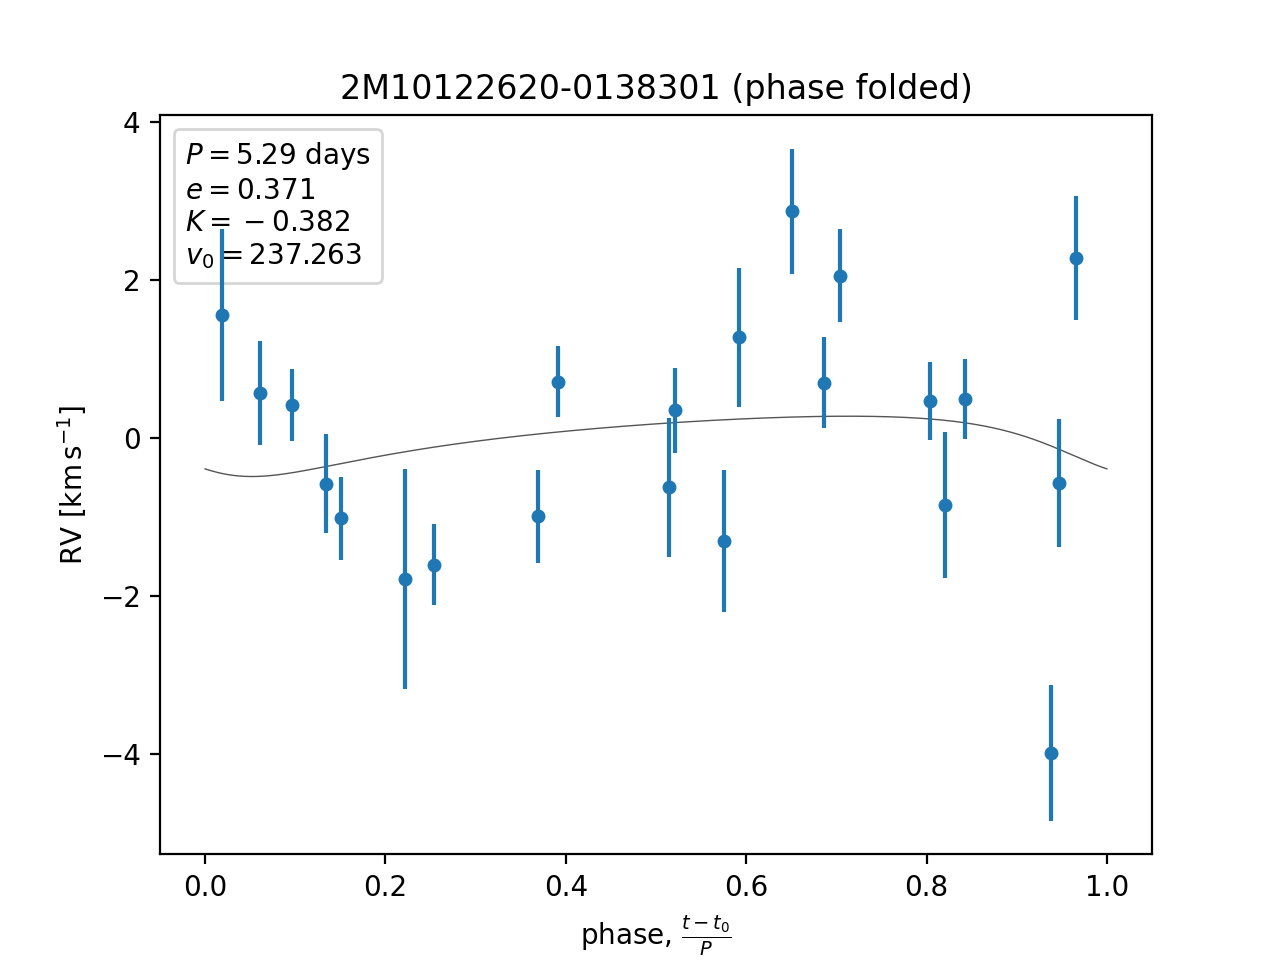 2M10122620-0138301 (phase folded)
P = 5.29 days
e = 0.371
K = −0.382
v₀ = 237.263
4
2
0
−2
−4
RV [km s⁻¹]
0.0 0.2 0.4 0.6 0.8 1.0
phase, (t − t₀)/P